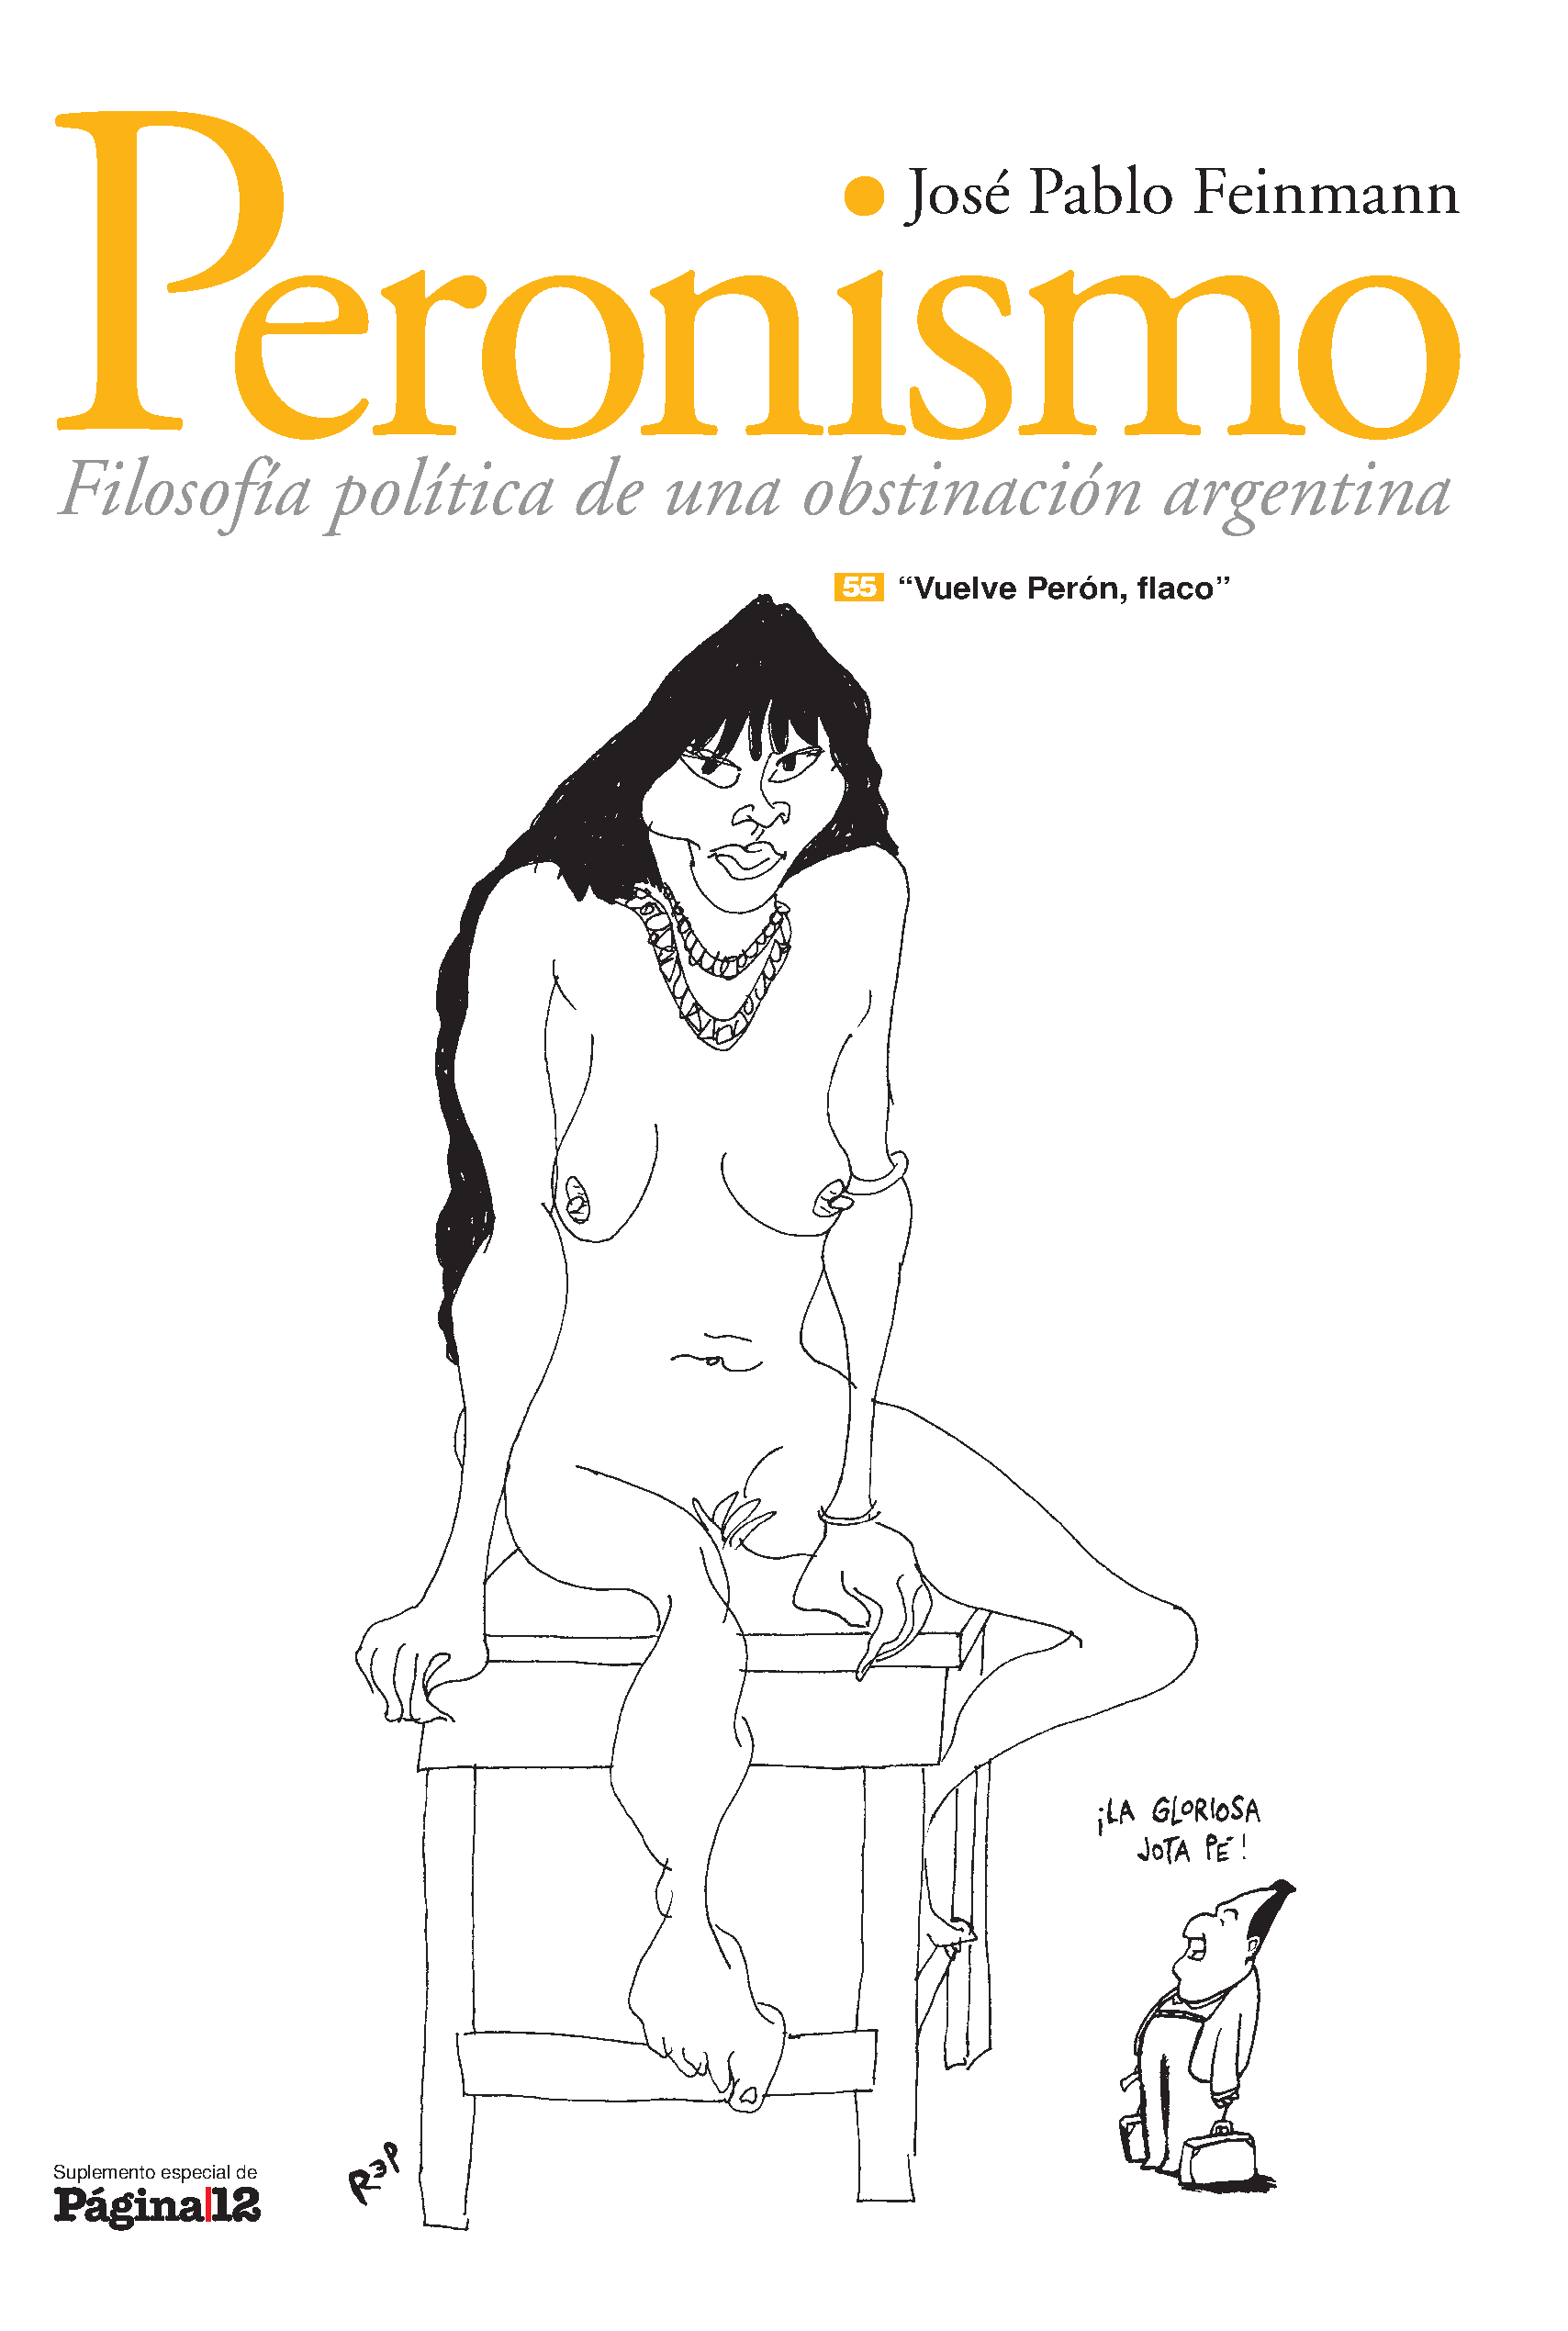 José Pablo Feinmann
Peronismo
Filosofía política de una obstinación argentina
55 “Vuelve Perón, flaco”
¡LA GLORIOSA
JOTA PE!
REP
Suplemento especial de
Página|12